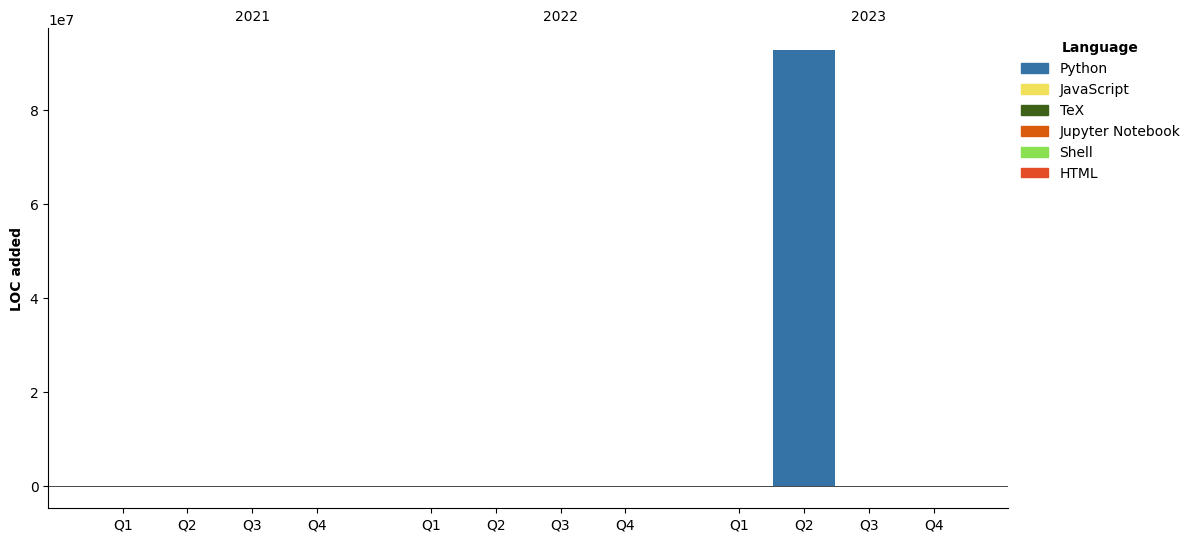 2021 2022 2023
1e7
Language
Python
JavaScript
TeX
Jupyter Notebook
Shell
HTML
LOC added
8
6
4
2
0
Q1 Q2 Q3 Q4 Q1 Q2 Q3 Q4 Q1 Q2 Q3 Q4